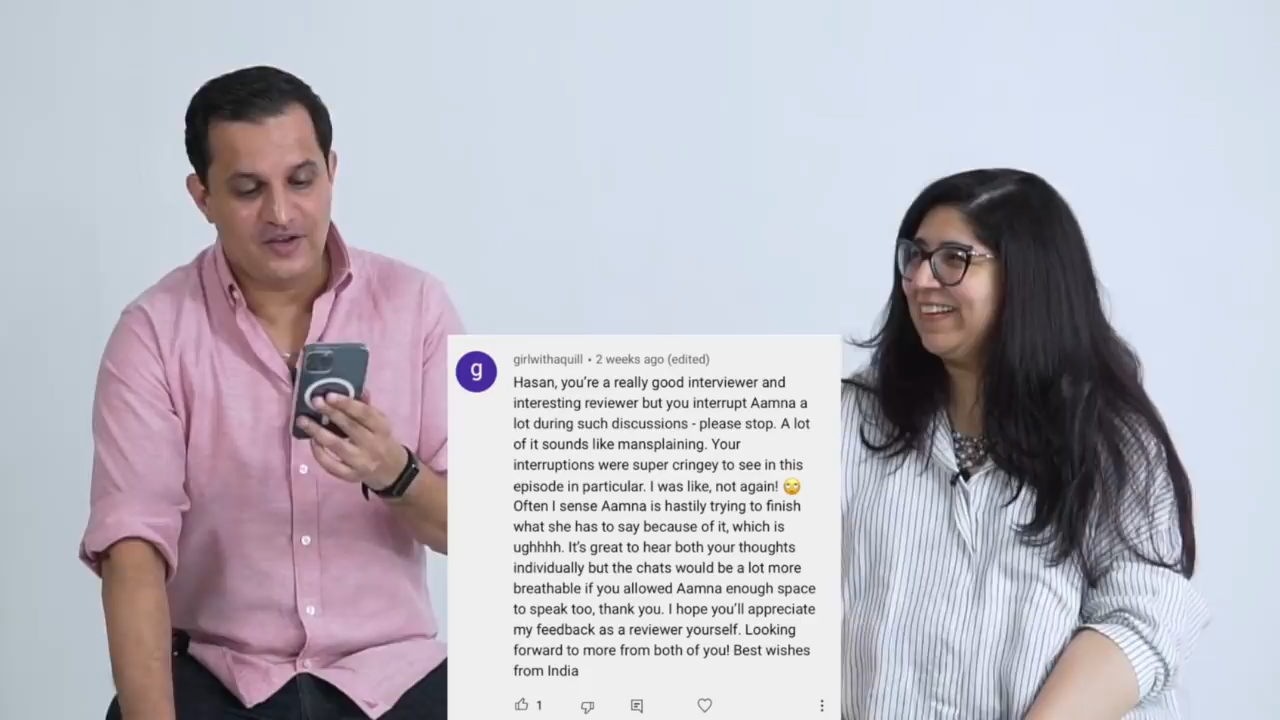 g
girlwithaquill • 2 weeks ago (edited)
Hasan, you're a really good interviewer and
interesting reviewer but you interrupt Aamna a
lot during such discussions - please stop. A lot
of it sounds like mansplaining. Your
interruptions were super cringey to see in this
episode in particular. I was like, not again! 🙄
Often I sense Aamna is hastily trying to finish
what she has to say because of it, which is
ughhhh. It's great to hear both your thoughts
individually but the chats would be a lot more
breathable if you allowed Aamna enough space
to speak too, thank you. I hope you'll appreciate
my feedback as a reviewer yourself. Looking
forward to more from both of you! Best wishes
from India
1